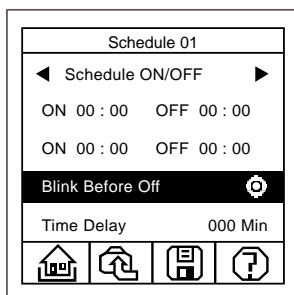 Schedule 01
Schedule ON/OFF
ON 00 : 00 OFF 00 : 00
ON 00 : 00 OFF 00 : 00
Blink Before Off
Time Delay 000 Min
?